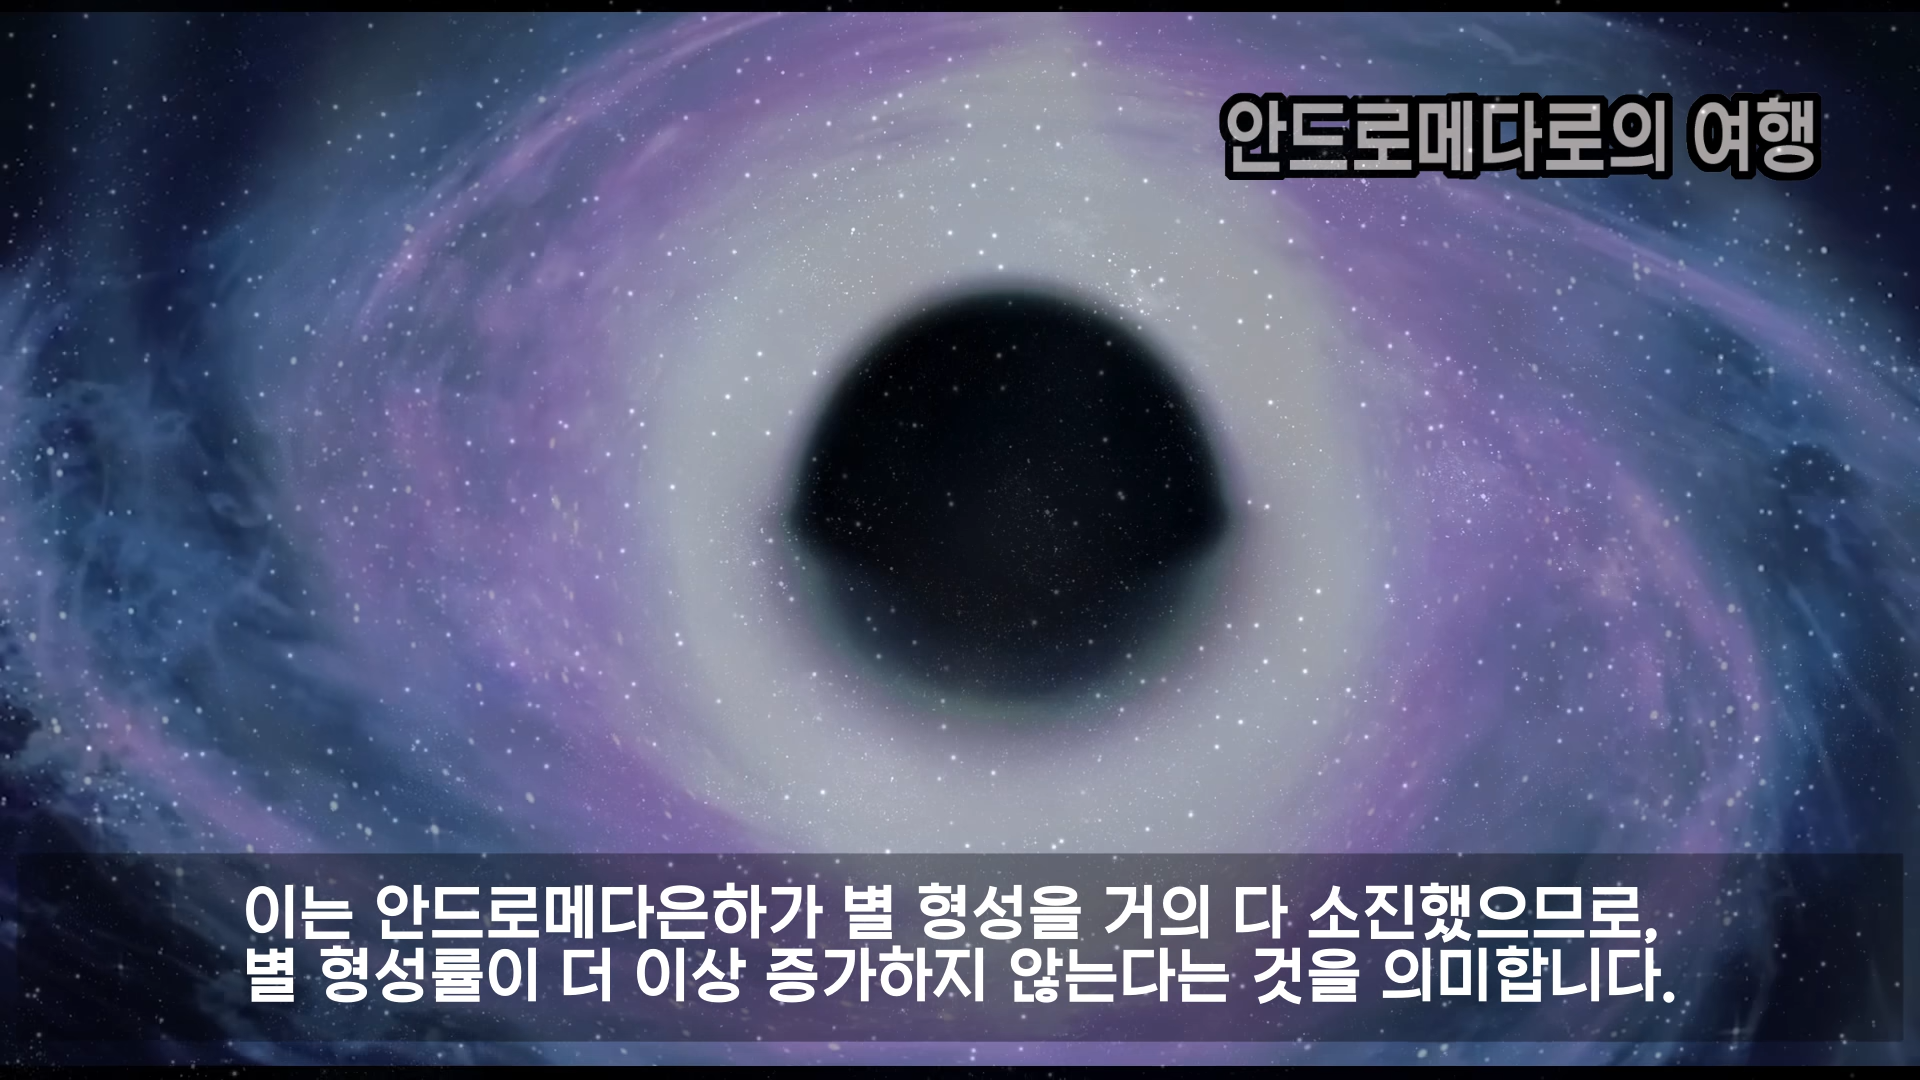 안드로메다로의 여행
이는 안드로메다은하가 별 형성을 거의 다 소진했으므로,
별 형성률이 더 이상 증가하지 않는다는 것을 의미합니다.